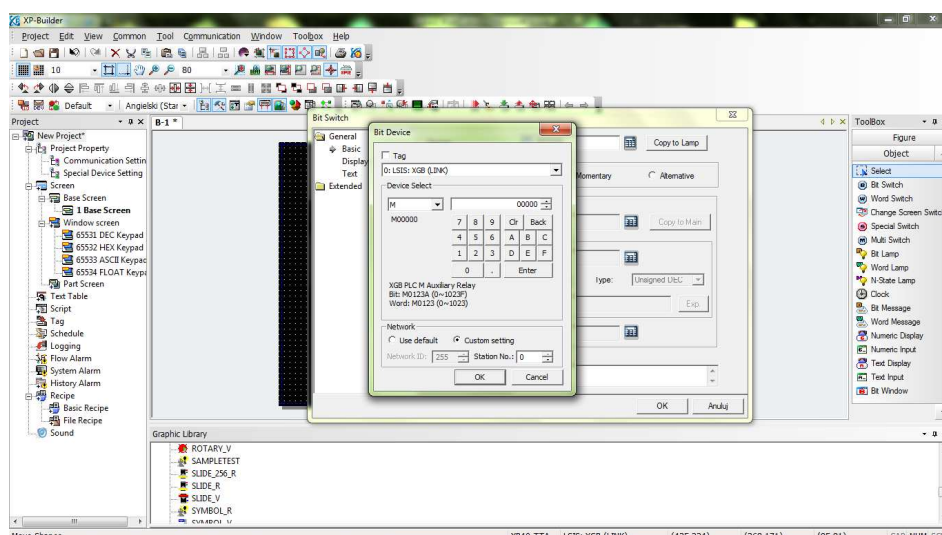 XP-Builder
Project Edit View Common Tool Communication Window Toolbox Help
10 80
Default Angielski (Star
Project
New Project*
Project Property
Communication Settin
Special Device Setting
Screen
Base Screen
1 Base Screen
Window screen
65531 DEC Keypad
65532 HEX Keypad
65533 ASCII Keypac
65534 FLOAT Keypa
Part Screen
Text Table
Script
Tag
Schedule
Logging
Flow Alarm
System Alarm
History Alarm
Recipe
Basic Recipe
File Recipe
Sound
B-1 *
Bit Switch
General
Basic
Display
Text
Extended
Copy to Lamp
Momentary Alternative
Copy to Main
Type: Unsigned DEC
Exp.
OK Anuluj
Bit Device
Tag
0: LSIS: XGB (LINK)
Device Select
M 00000
M00000
7 8 9 Clr Back
4 5 6 A B C
1 2 3 D E F
0 . Enter
XGB PLC M Auxiliary Relay
Bit: M0123A (0~1023F)
Word: M0123 (0~1023)
Network
Use default Custom setting
Network ID: 255 Station No.: 0
OK Cancel
ToolBox
Figure
Object
Select
Bit Switch
Word Switch
Change Screen Switc
Special Switch
Multi Switch
Bit Lamp
Word Lamp
N-State Lamp
Clock
Bit Message
Word Message
Numeric Display
Numeric Input
Text Display
Text Input
Bit Window
Graphic Library
ROTARY_V
SAMPLETEST
SLIDE_256_R
SLIDE_R
SLIDE_V
SYMBOL_R
SYMBOL_V